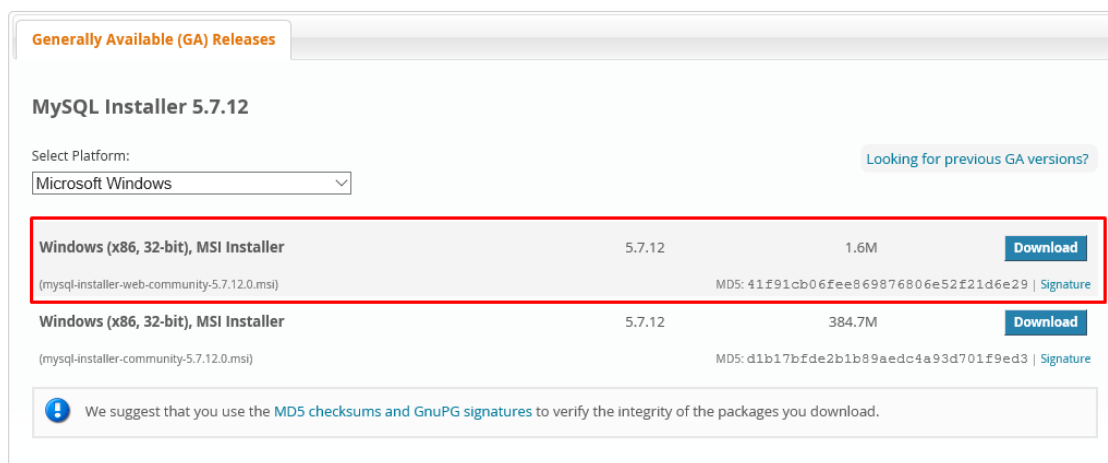 Generally Available (GA) Releases
MySQL Installer 5.7.12
Select Platform:
Looking for previous GA versions?
Microsoft Windows
Windows (x86, 32-bit), MSI Installer 5.7.12 1.6M Download
(mysql-installer-web-community-5.7.12.0.msi) MD5: 41f91cb06fee869876806e52f21d6e29 | Signature
Windows (x86, 32-bit), MSI Installer 5.7.12 384.7M Download
(mysql-installer-community-5.7.12.0.msi) MD5: d1b17bfde2b1b89aedc4a93d701f9ed3 | Signature
We suggest that you use the MD5 checksums and GnuPG signatures to verify the integrity of the packages you download.